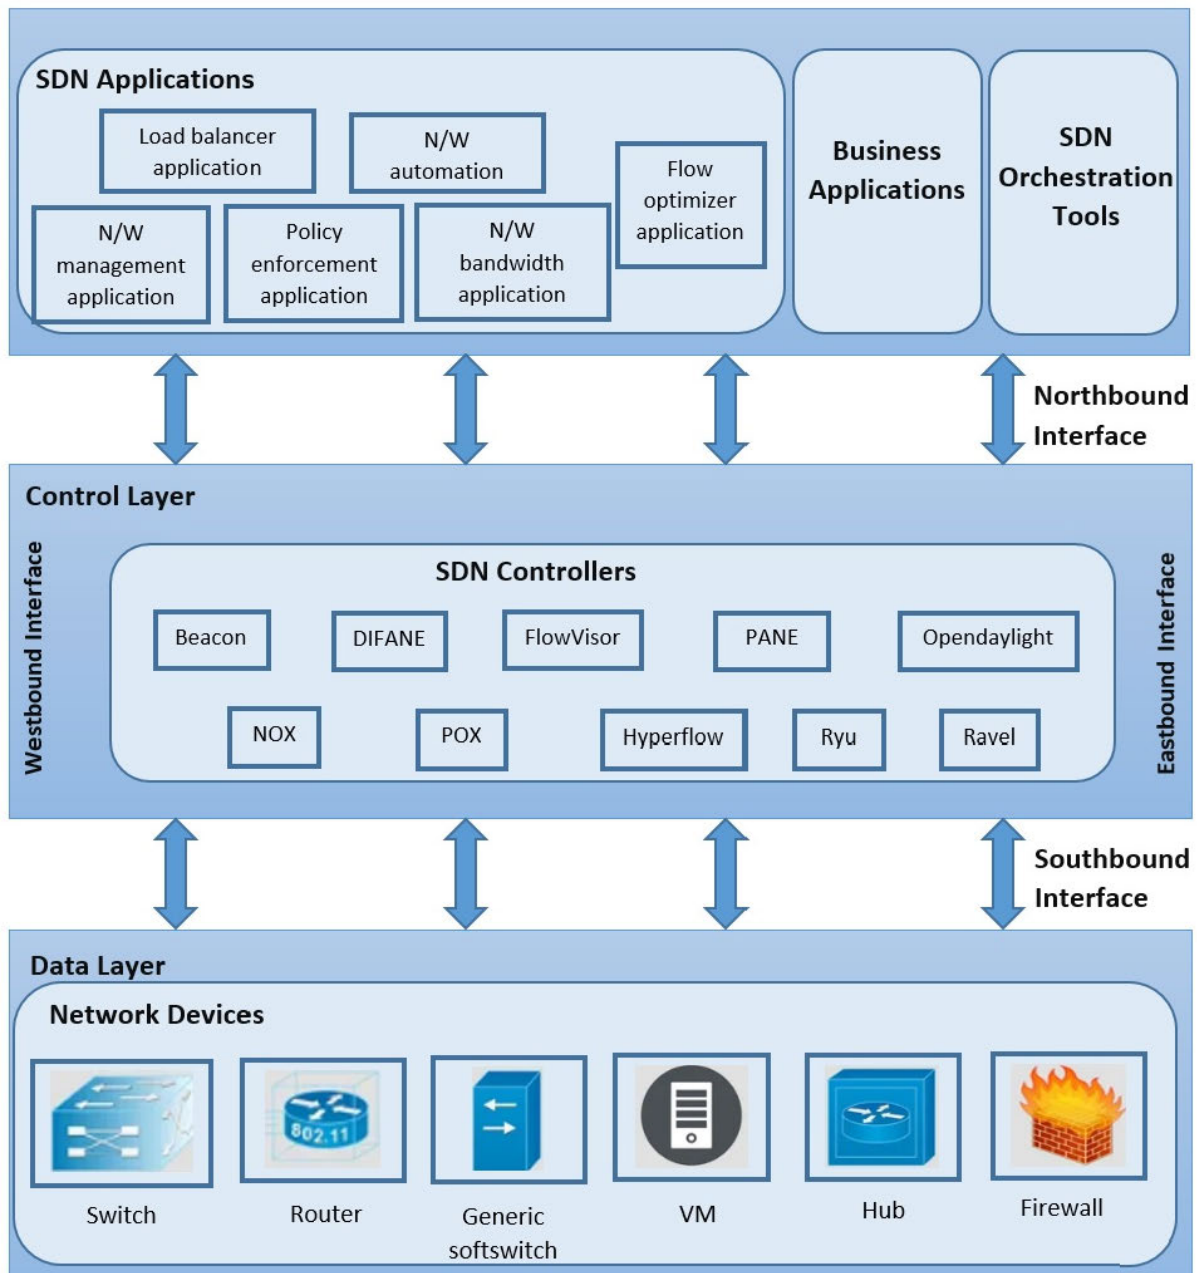 SDN Applications
Load balancer
application
N/W
automation
Flow
optimizer
application
N/W
management
application
Policy
enforcement
application
N/W
bandwidth
application
Business
Applications
SDN
Orchestration
Tools
Northbound
Interface
Control Layer
Westbound Interface
SDN Controllers
Beacon
DIFANE
FlowVisor
PANE
Opendaylight
NOX
POX
Hyperflow
Ryu
Ravel
Eastbound Interface
Southbound
Interface
Data Layer
Network Devices
802.11
Switch
Router
Generic
softswitch
VM
Hub
Firewall